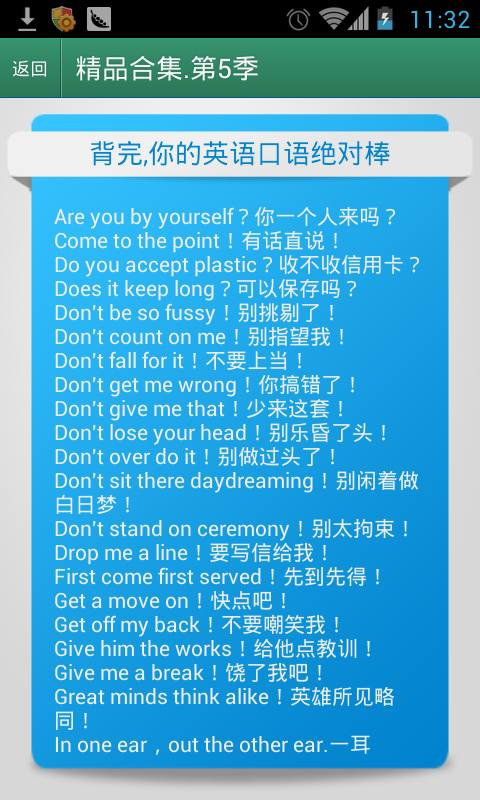 11:32
返回
精品合集.第5季
背完,你的英语口语绝对棒
Are you by yourself？你一个人来吗？
Come to the point！有话直说！
Do you accept plastic？收不收信用卡？
Does it keep long？可以保存吗？
Don't be so fussy！别挑剔了！
Don't count on me！别指望我！
Don't fall for it！不要上当！
Don't get me wrong！你搞错了！
Don't give me that！少来这套！
Don't lose your head！别乐昏了头！
Don't over do it！别做过头了！
Don't sit there daydreaming！别闲着做
白日梦！
Don't stand on ceremony！别太拘束！
Drop me a line！要写信给我！
First come first served！先到先得！
Get a move on！快点吧！
Get off my back！不要嘲笑我！
Give him the works！给他点教训！
Give me a break！饶了我吧！
Great minds think alike！英雄所见略
同！
In one ear，out the other ear.一耳